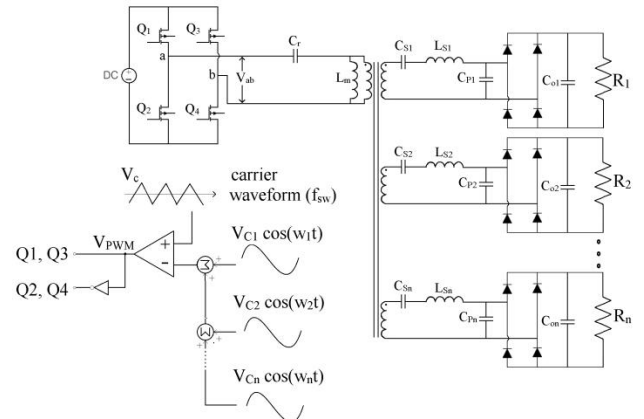 Q1
Q3
DC
a
b
Vab
Q2
Q4
Cr
Lm
CS1
LS1
CP1
Co1
R1
CS2
LS2
CP2
Co2
R2
CSn
LSn
CPn
Con
Rn
Vc
carrier
waveform (fsw)
VPWM
+
-
Q1, Q3
Q2, Q4
Σ
+
+
VC1 cos(w1t)
Σ
+
+
VC2 cos(w2t)
VCn cos(wnt)